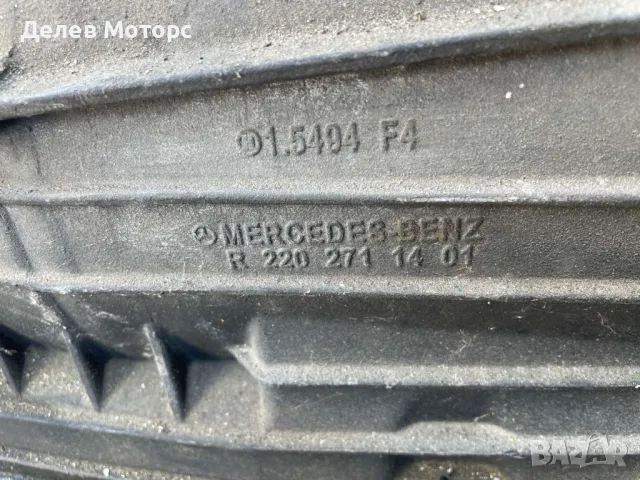 Делев Моторс
1.5494 F4
MERCEDES-BENZ
R 220 271 14 01
BAZAR